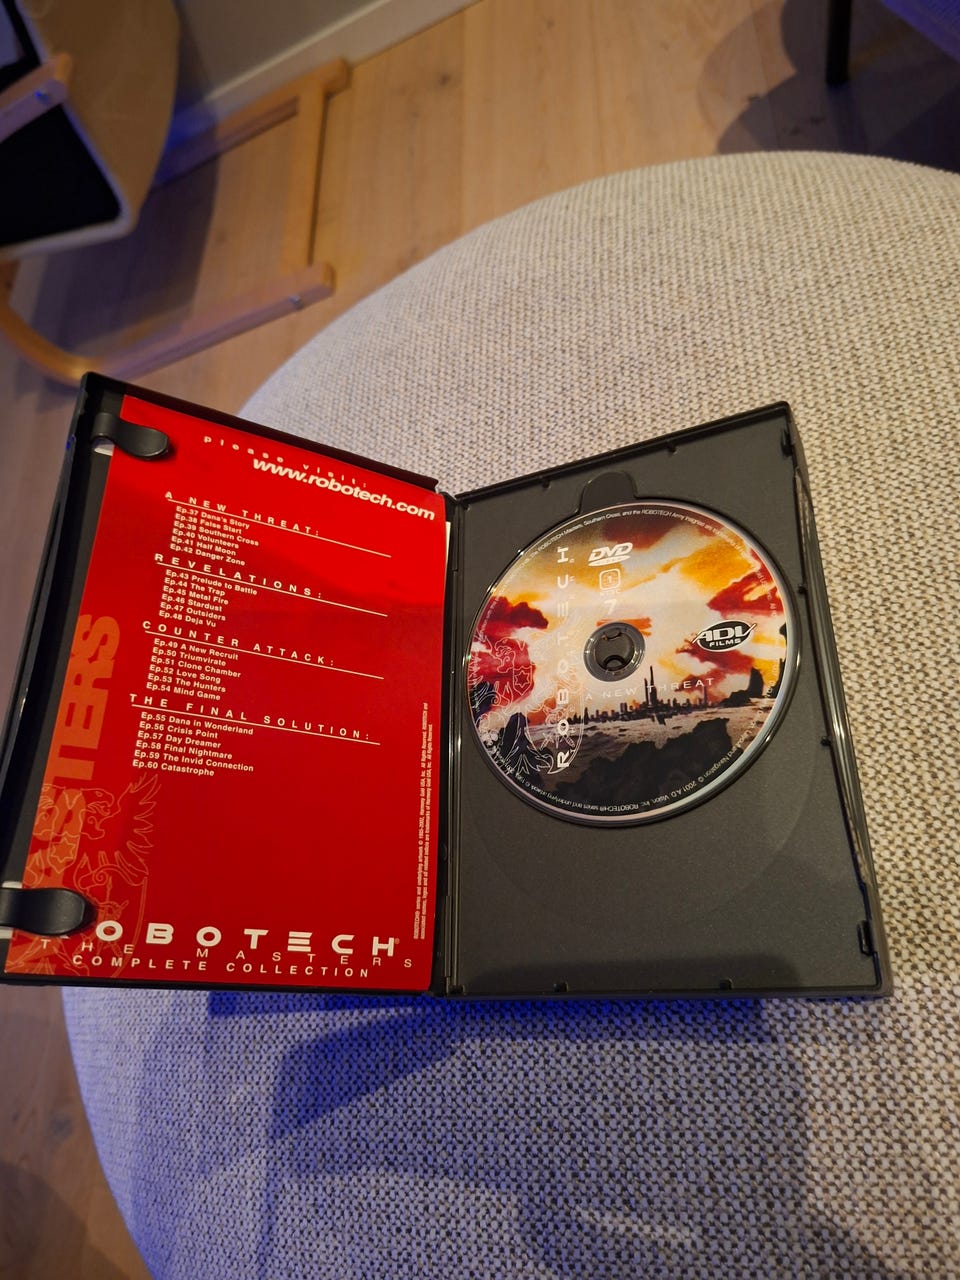 please visit:
www.robotech.com
A NEW THREAT:
Ep.37 Dana's Story
Ep.38 False Start
Ep.39 Southern Cross
Ep.40 Volunteers
Ep.41 Half Moon
Ep.42 Danger Zone
REVELATIONS:
Ep.43 Prelude to Battle
Ep.44 The Trap
Ep.45 Metal Fire
Ep.46 Stardust
Ep.47 Outsiders
Ep.48 Deja Vu
COUNTER ATTACK:
Ep.49 A New Recruit
Ep.50 Triumvirate
Ep.51 Clone Chamber
Ep.52 Love Song
Ep.53 The Hunters
Ep.54 Mind Game
THE FINAL SOLUTION:
Ep.55 Dana in Wonderland
Ep.56 Crisis Point
Ep.57 Day Dreamer
Ep.58 Final Nightmare
Ep.59 The Invid Connection
Ep.60 Catastrophe
STERS
OBOTECH®
THE MASTERS
COMPLETE COLLECTION
DVD
1
7
ROBOTECH
A NEW THREAT
ADV
FILMS